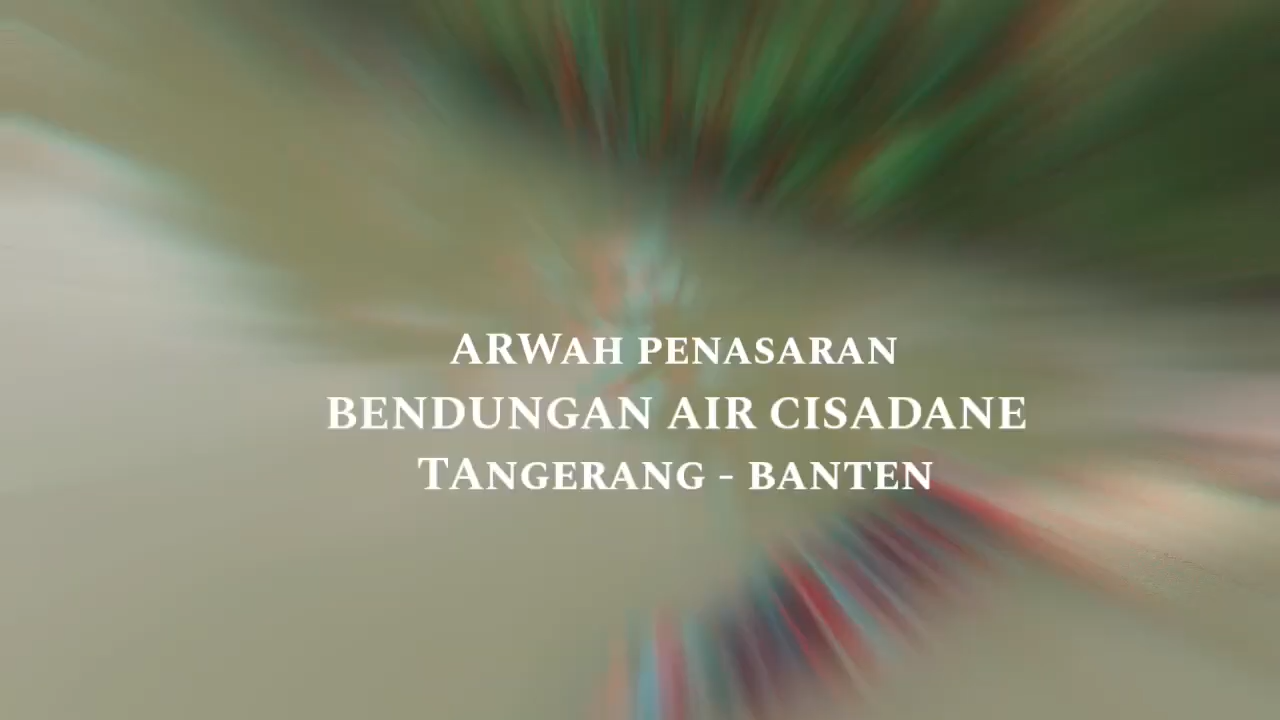 ARWAH PENASARAN
BENDUNGAN AIR CISADANE
TANGERANG - BANTEN